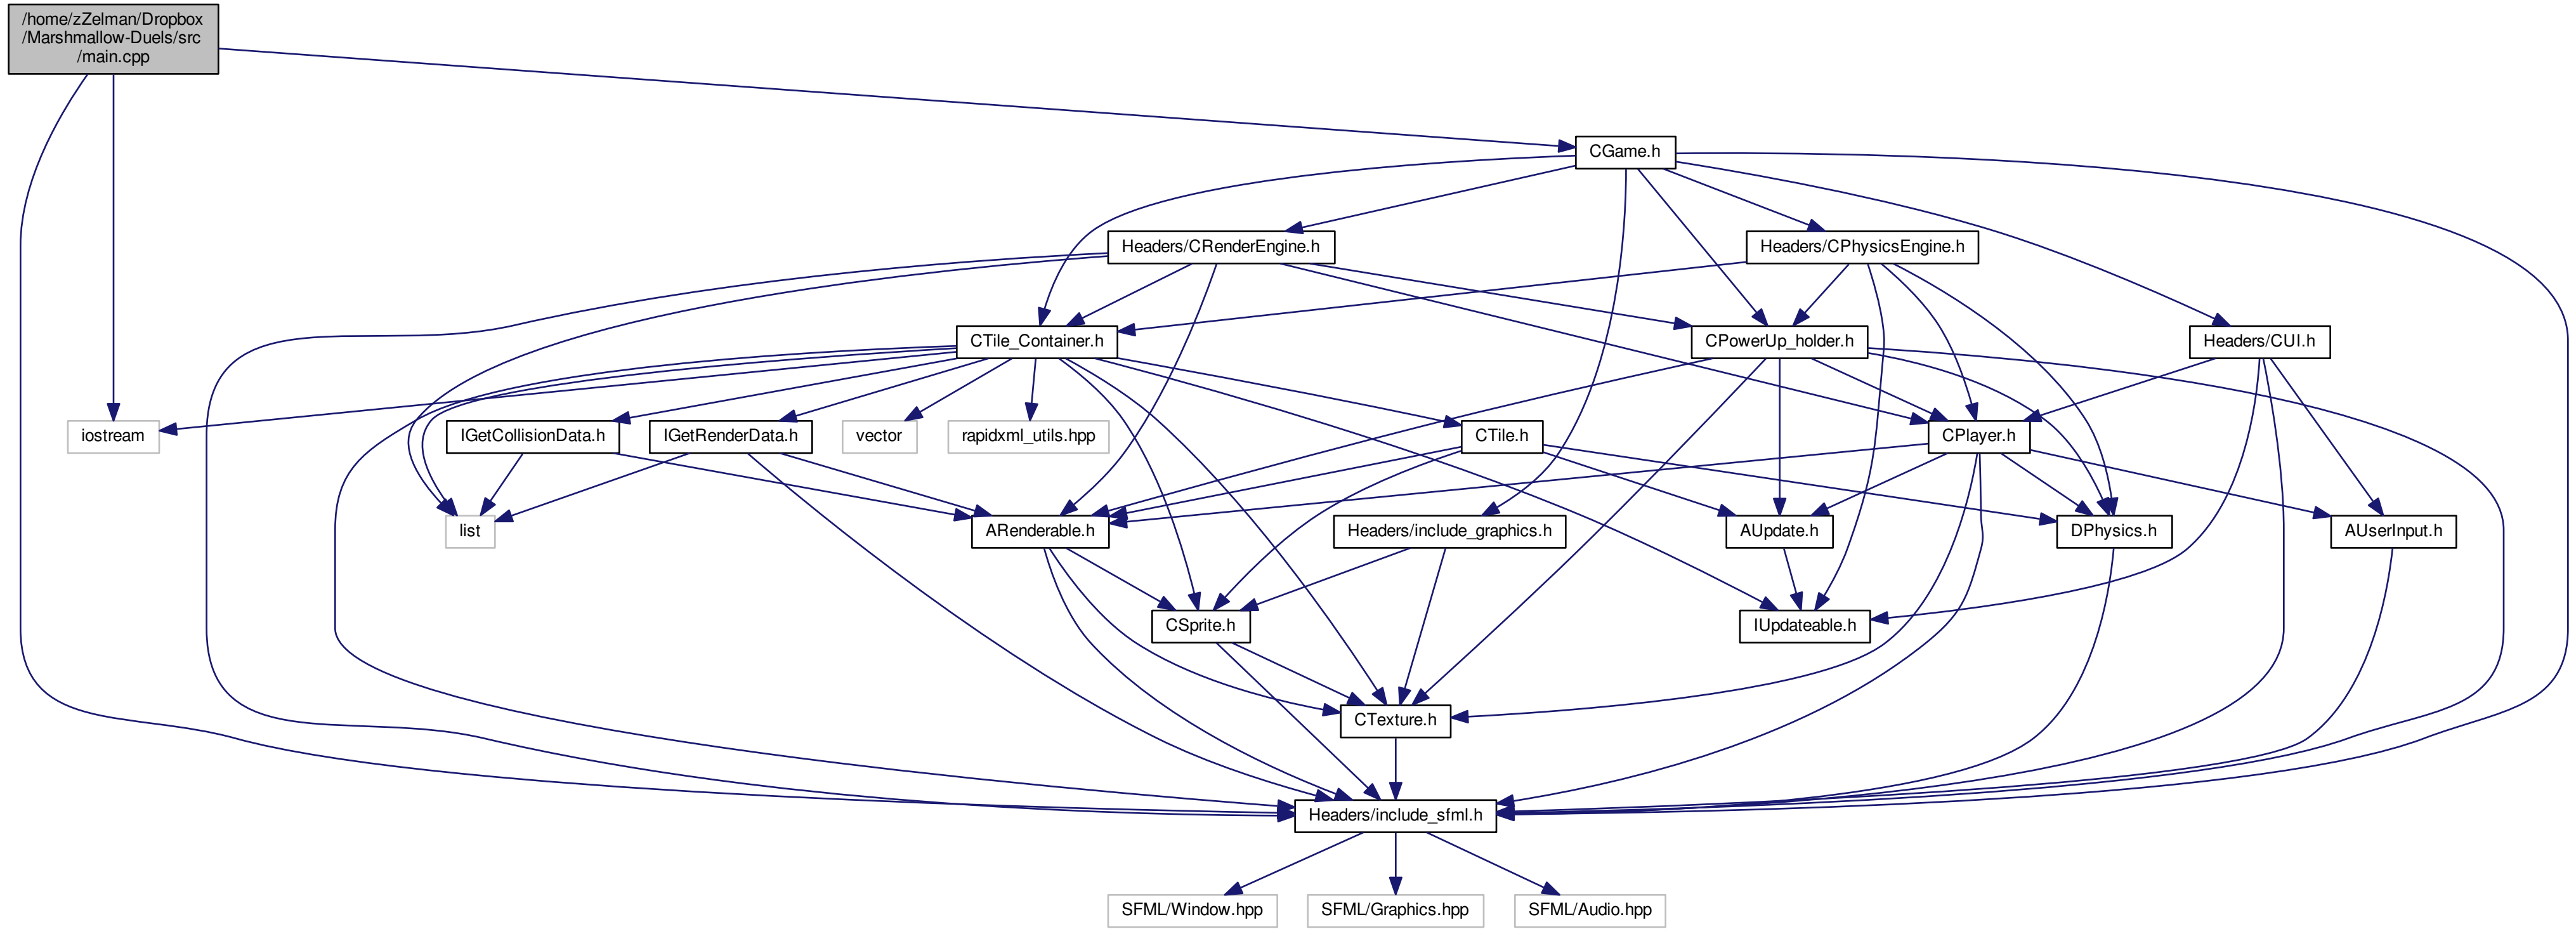 /home/zZelman/Dropbox
/Marshmallow-Duels/src
/main.cpp
CGame.h
Headers/CRenderEngine.h
Headers/CPhysicsEngine.h
CTile_Container.h
CPowerUp_holder.h
Headers/CUI.h
iostream
IGetCollisionData.h
IGetRenderData.h
vector
rapidxml_utils.hpp
CTile.h
CPlayer.h
list
ARenderable.h
Headers/include_graphics.h
AUpdate.h
DPhysics.h
AUserInput.h
CSprite.h
IUpdateable.h
CTexture.h
Headers/include_sfml.h
SFML/Window.hpp
SFML/Graphics.hpp
SFML/Audio.hpp